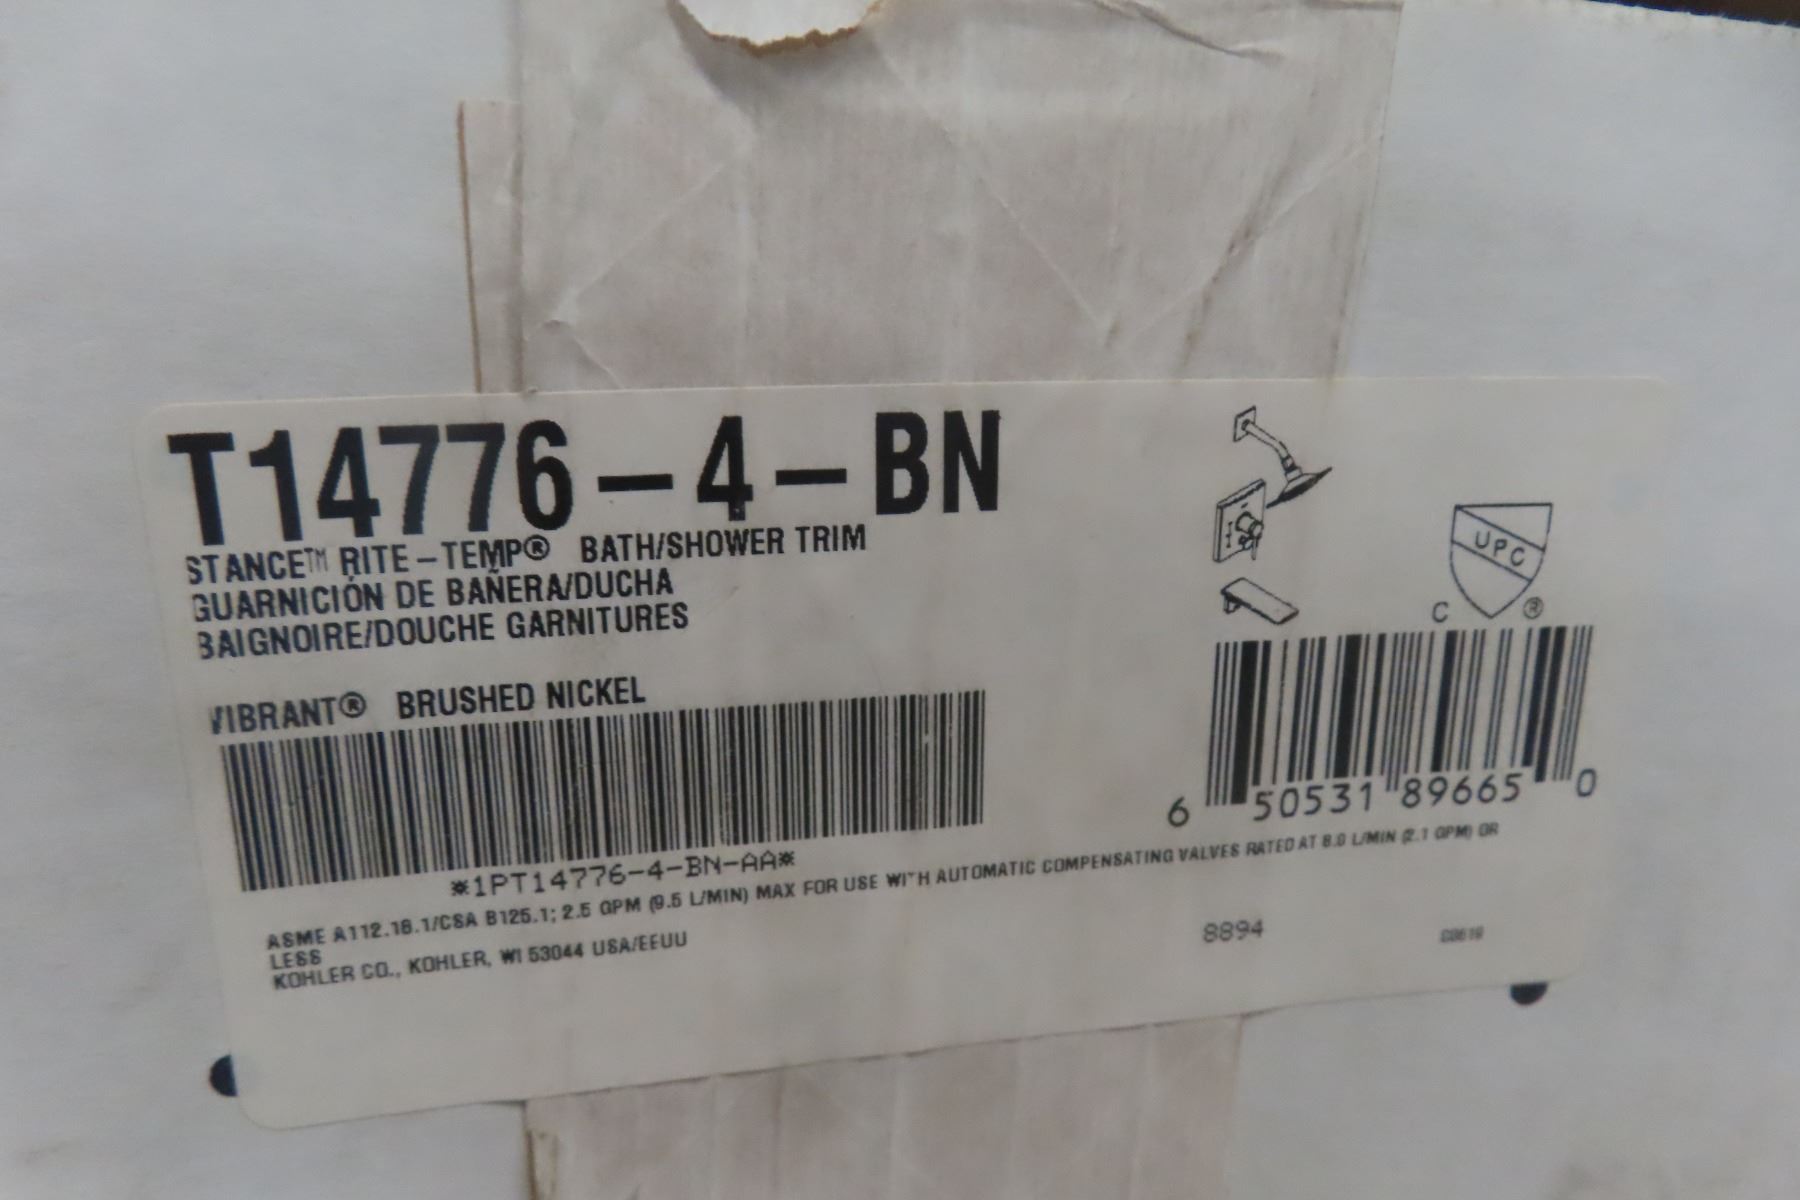 T14776-4-BN
STANCE™ RITE-TEMP® BATH/SHOWER TRIM
GUARNICIÓN DE BAÑERA/DUCHA
BAIGNOIRE/DOUCHE GARNITURES
VIBRANT® BRUSHED NICKEL
*1PT14776-4-BN-AA*
UPC
C ®
6 50531 89665 0
ASME A112.18.1/CSA B125.1; 2.5 GPM (9.5 L/MIN) MAX FOR USE WITH AUTOMATIC COMPENSATING VALVES RATED AT 8.0 L/MIN (2.1 GPM) OR
LESS
KOHLER CO., KOHLER, WI 53044 USA/EEUU
8894